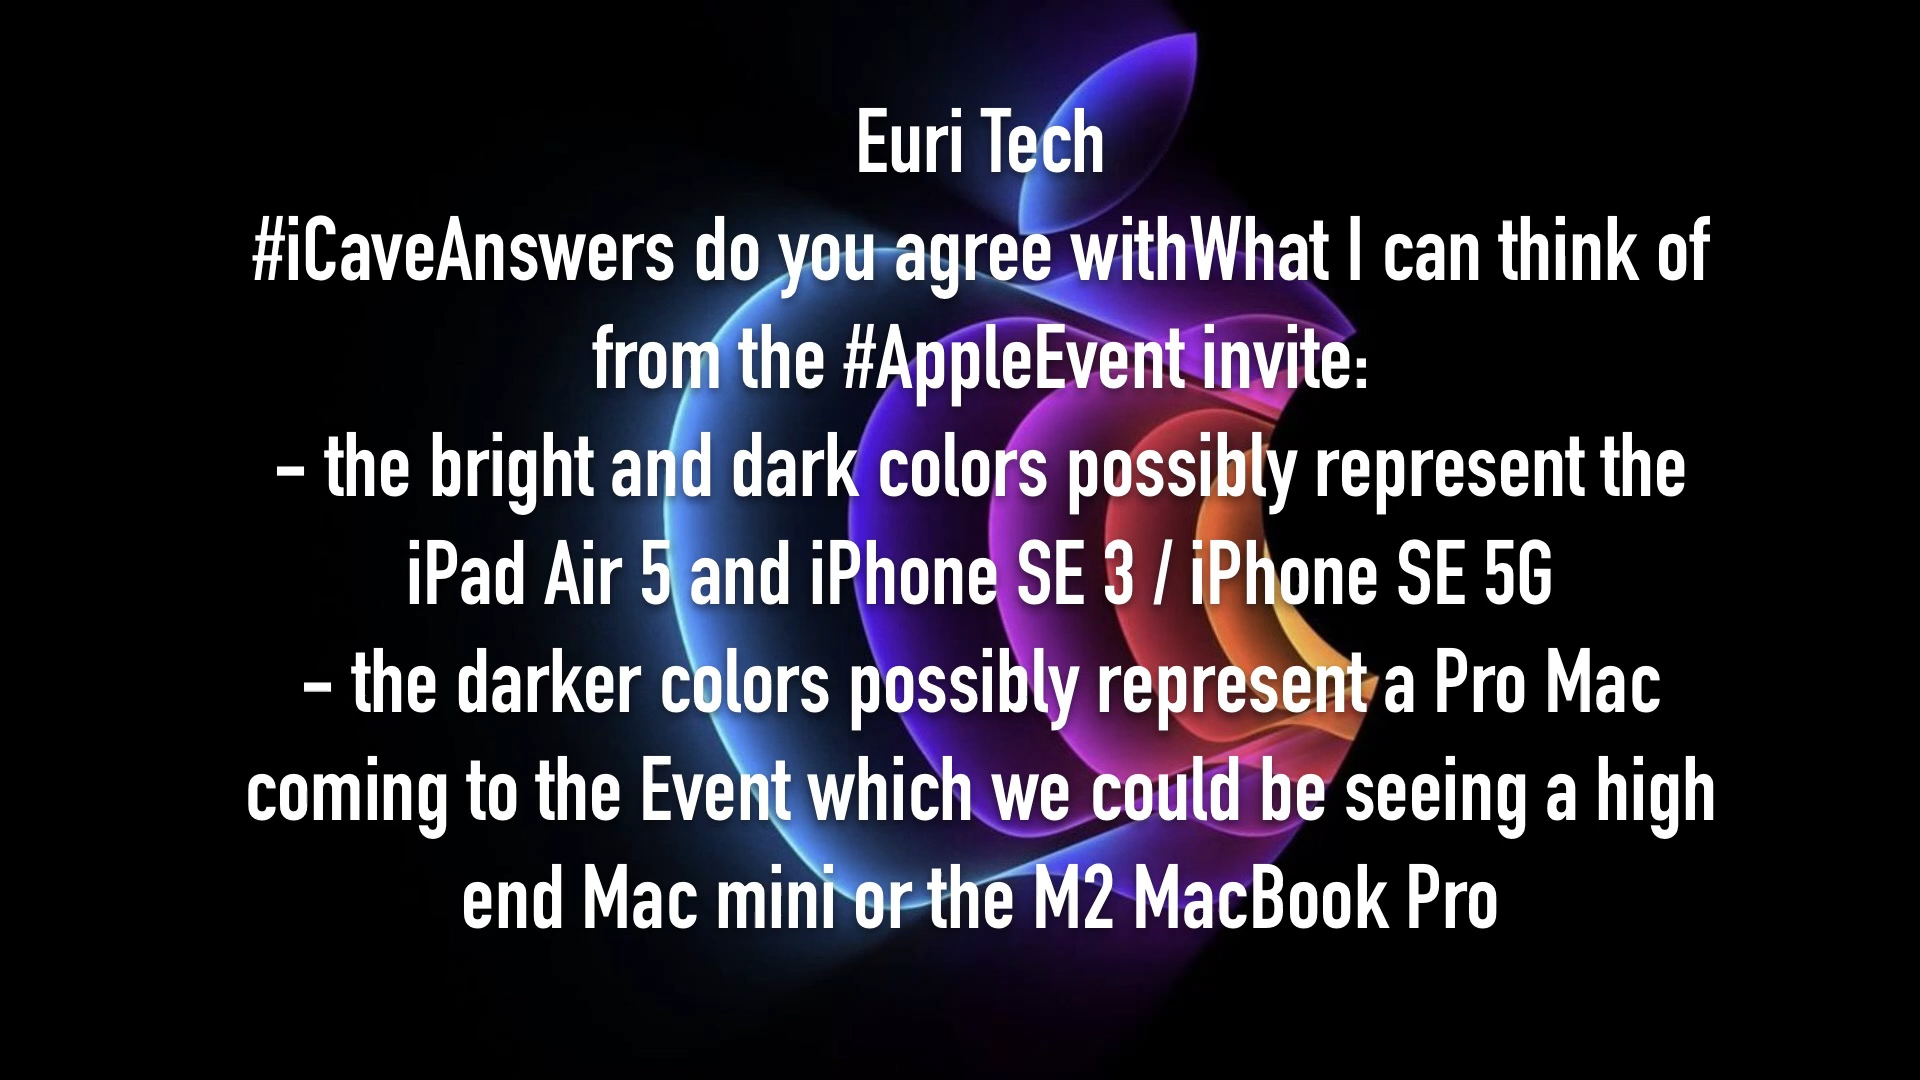 Euri Tech
#iCaveAnswers do you agree withWhat I can think of
from the #AppleEvent invite:
– the bright and dark colors possibly represent the
iPad Air 5 and iPhone SE 3 / iPhone SE 5G
– the darker colors possibly represent a Pro Mac
coming to the Event which we could be seeing a high
end Mac mini or the M2 MacBook Pro